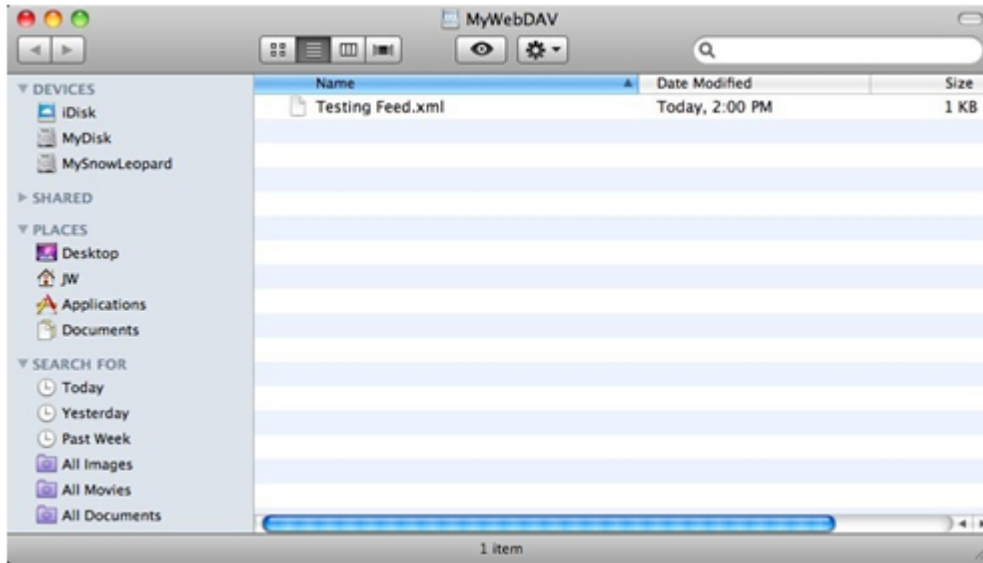 MyWebDAV
DEVICES
iDisk
MyDisk
MySnowLeopard
SHARED
PLACES
Desktop
JW
Applications
Documents
SEARCH FOR
Today
Yesterday
Past Week
All Images
All Movies
All Documents
Name Date Modified Size
Testing Feed.xml Today, 2:00 PM 1 KB
1 item